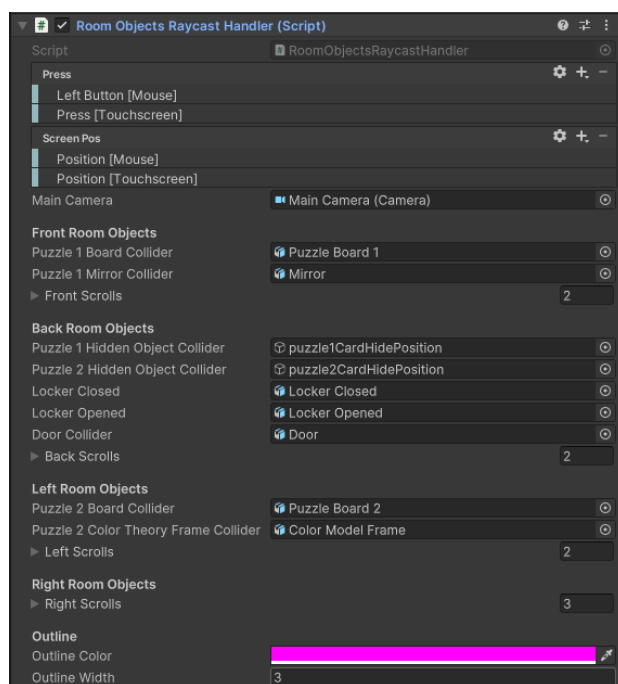 # Room Objects Raycast Handler (Script)
Script RoomObjectsRaycastHandler
Press
Left Button [Mouse]
Press [Touchscreen]
Screen Pos
Position [Mouse]
Position [Touchscreen]
Main Camera Main Camera (Camera)
Front Room Objects
Puzzle 1 Board Collider Puzzle Board 1
Puzzle 1 Mirror Collider Mirror
Front Scrolls 2
Back Room Objects
Puzzle 1 Hidden Object Collider puzzle1CardHidePosition
Puzzle 2 Hidden Object Collider puzzle2CardHidePosition
Locker Closed Locker Closed
Locker Opened Locker Opened
Door Collider Door
Back Scrolls 2
Left Room Objects
Puzzle 2 Board Collider Puzzle Board 2
Puzzle 2 Color Theory Frame Collider Color Model Frame
Left Scrolls 2
Right Room Objects
Right Scrolls 3
Outline
Outline Color
Outline Width 3